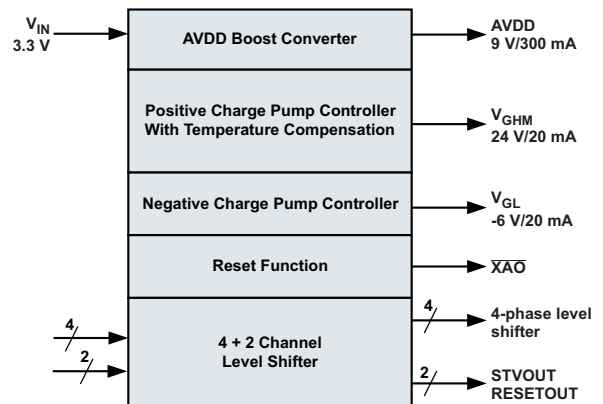 VIN
3.3 V
AVDD Boost Converter
AVDD
9 V/300 mA
Positive Charge Pump Controller
With Temperature Compensation
VGHM
24 V/20 mA
Negative Charge Pump Controller
VGL
-6 V/20 mA
Reset Function
XAO
4
2
4 + 2 Channel
Level Shifter
4
4-phase level
shifter
2
STVOUT
RESETOUT